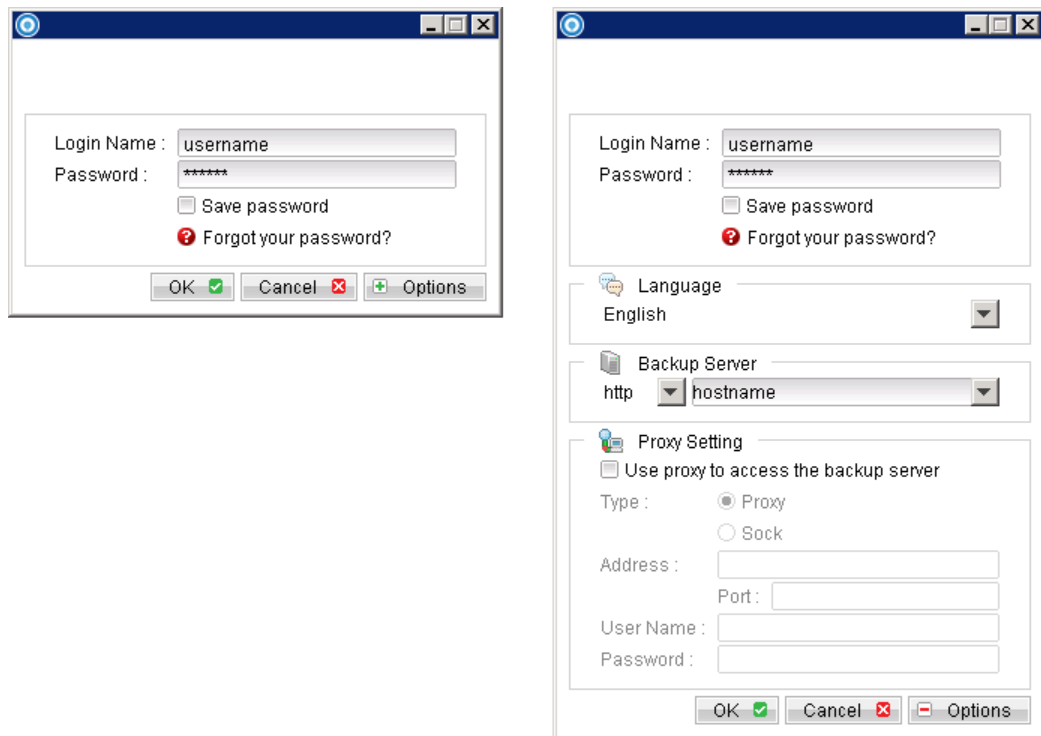 Login Name : username
Password : ******
Save password
Forgot your password?
OK Cancel Options
Login Name : username
Password : ******
Save password
Forgot your password?
Language
English
Backup Server
http hostname
Proxy Setting
Use proxy to access the backup server
Type : Proxy
Sock
Address :
Port :
User Name :
Password :
OK Cancel Options